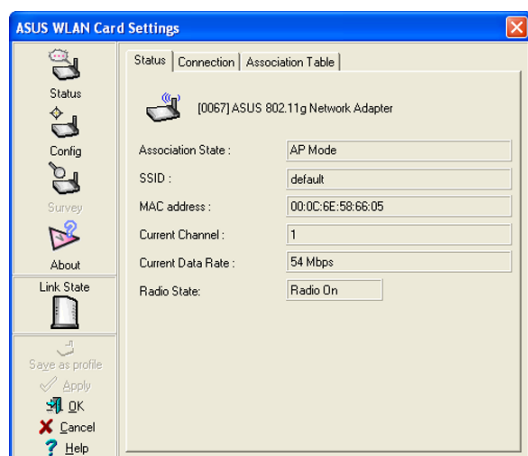 ASUS WLAN Card Settings
Status
Config
Survey
About
Link State
Save as profile
Apply
OK
Cancel
Help
Status Connection Association Table
[0067] ASUS 802.11g Network Adapter
Association State : AP Mode
SSID : default
MAC address : 00:0C:6E:58:66:05
Current Channel : 1
Current Data Rate : 54 Mbps
Radio State: Radio On